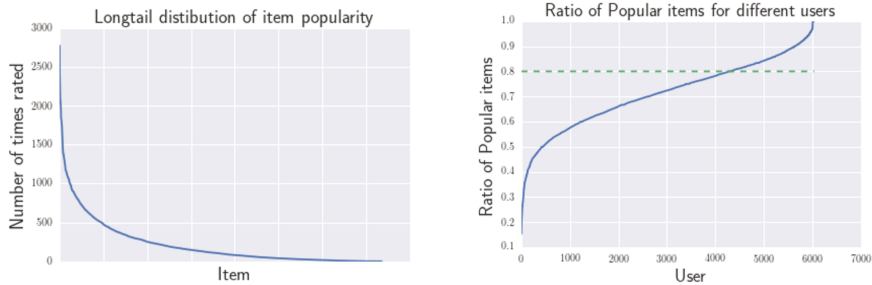 Longtail distibution of item popularity
Number of times rated
3000
2500
2000
1500
1000
500
0
Item
Ratio of Popular items for different users
Ratio of Popular items
1.0
0.9
0.8
0.7
0.6
0.5
0.4
0.3
0.2
0.1
0 1000 2000 3000 4000 5000 6000 7000
User